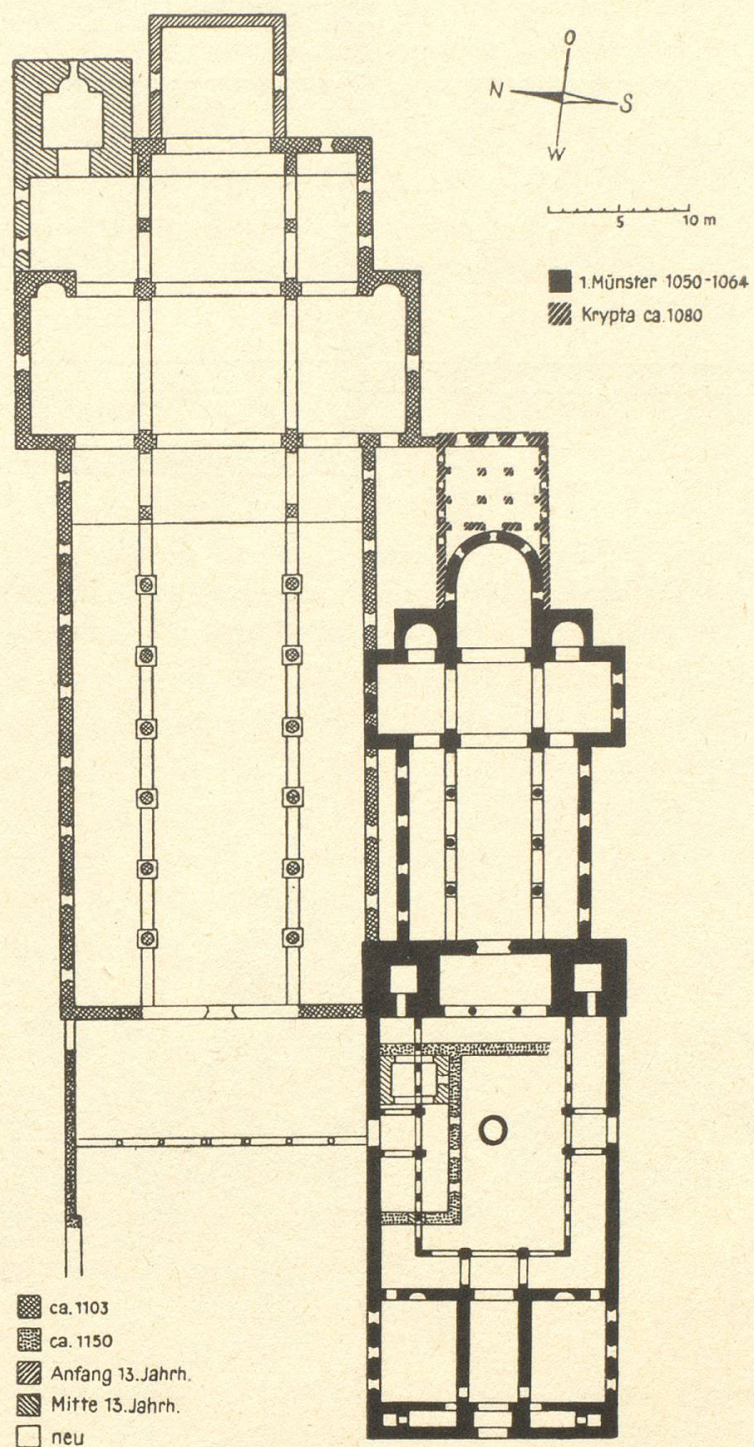 O
N
S
W
5 10 m
1. Münster 1050-1064
Krypta ca. 1080
ca. 1103
ca. 1150
Anfang 13. Jahrh.
Mitte 13. Jahrh.
neu